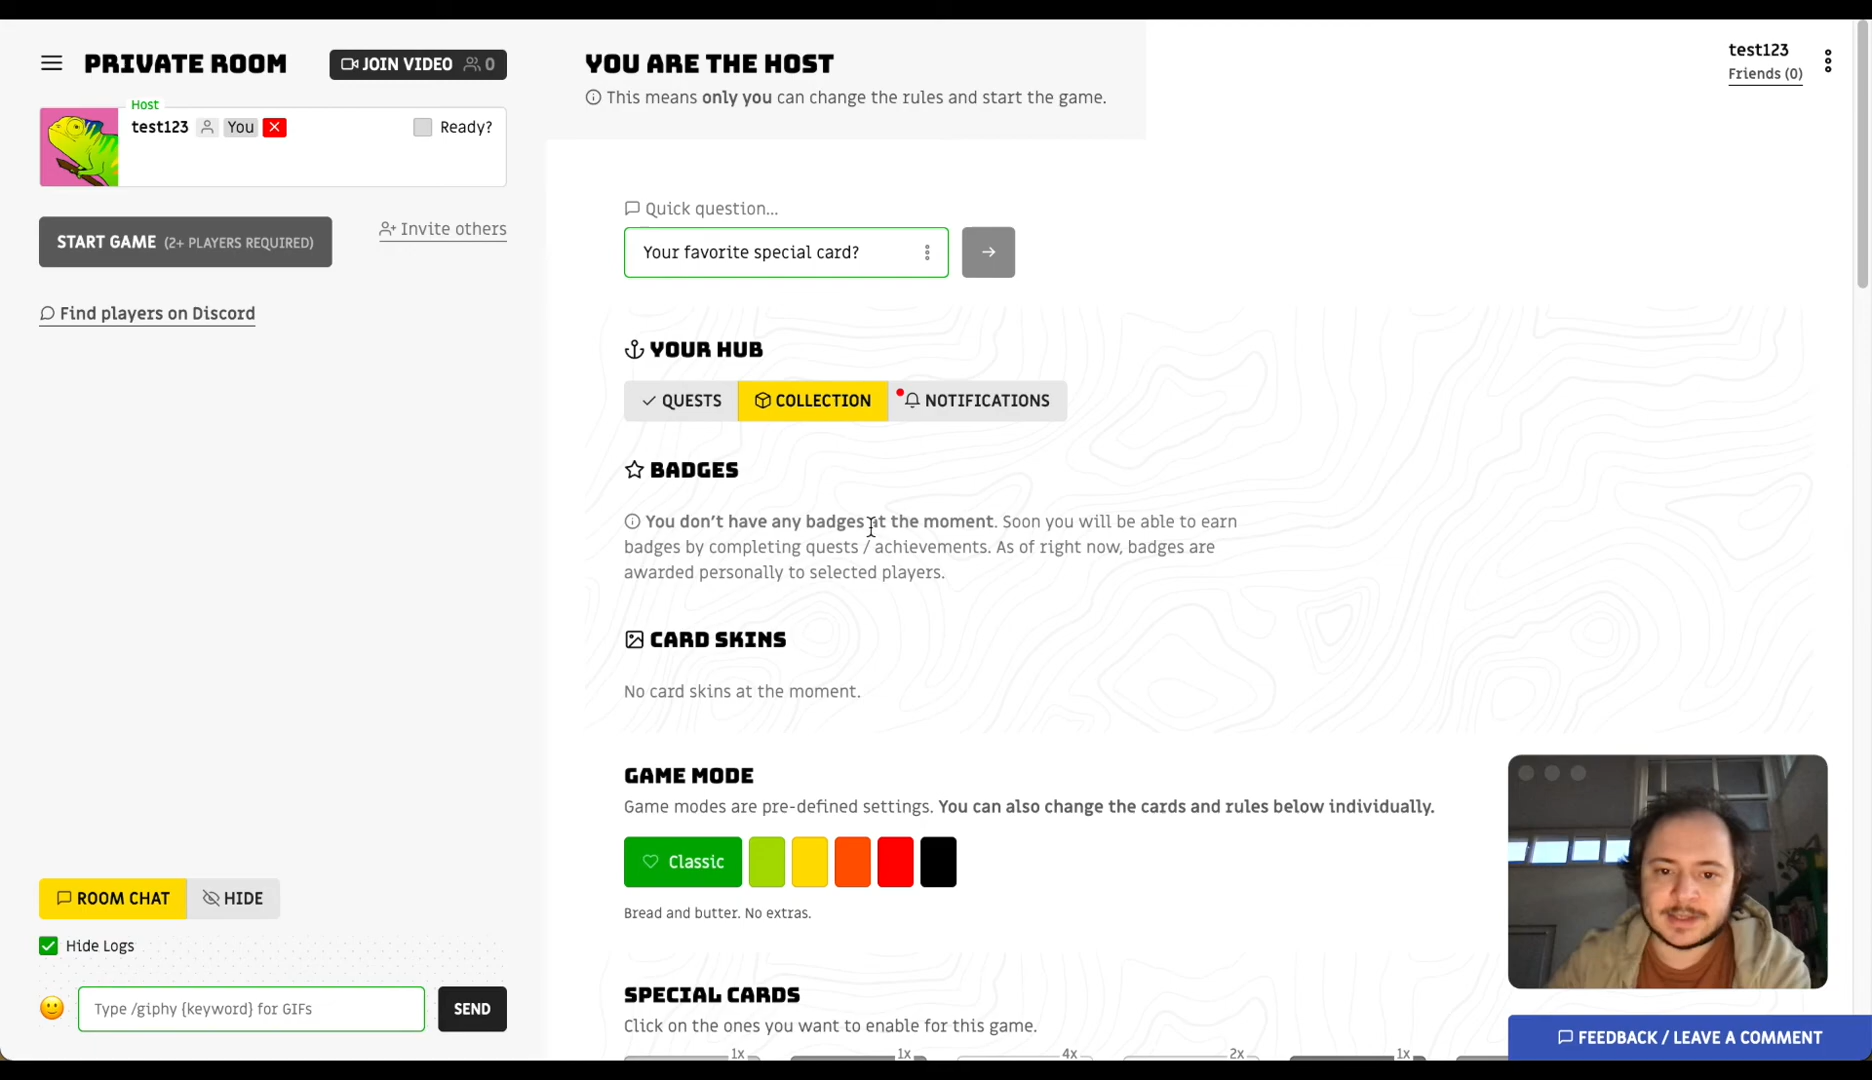 PRIVATE ROOM
JOIN VIDEO 0
Host
test123 You Ready?
START GAME (2+ PLAYERS REQUIRED)
Invite others
Find players on Discord
ROOM CHAT
HIDE
Hide Logs
Type /giphy {keyword} for GIFs
SEND
YOU ARE THE HOST
This means only you can change the rules and start the game.
test123
Friends (0)
Quick question...
Your favorite special card?
YOUR HUB
QUESTS
COLLECTION
NOTIFICATIONS
BADGES
You don't have any badges at the moment. Soon you will be able to earn
badges by completing quests / achievements. As of right now, badges are
awarded personally to selected players.
CARD SKINS
No card skins at the moment.
GAME MODE
Game modes are pre-defined settings. You can also change the cards and rules below individually.
Classic
Bread and butter. No extras.
SPECIAL CARDS
Click on the ones you want to enable for this game.
1x 1x 4x 2x 1x
FEEDBACK / LEAVE A COMMENT